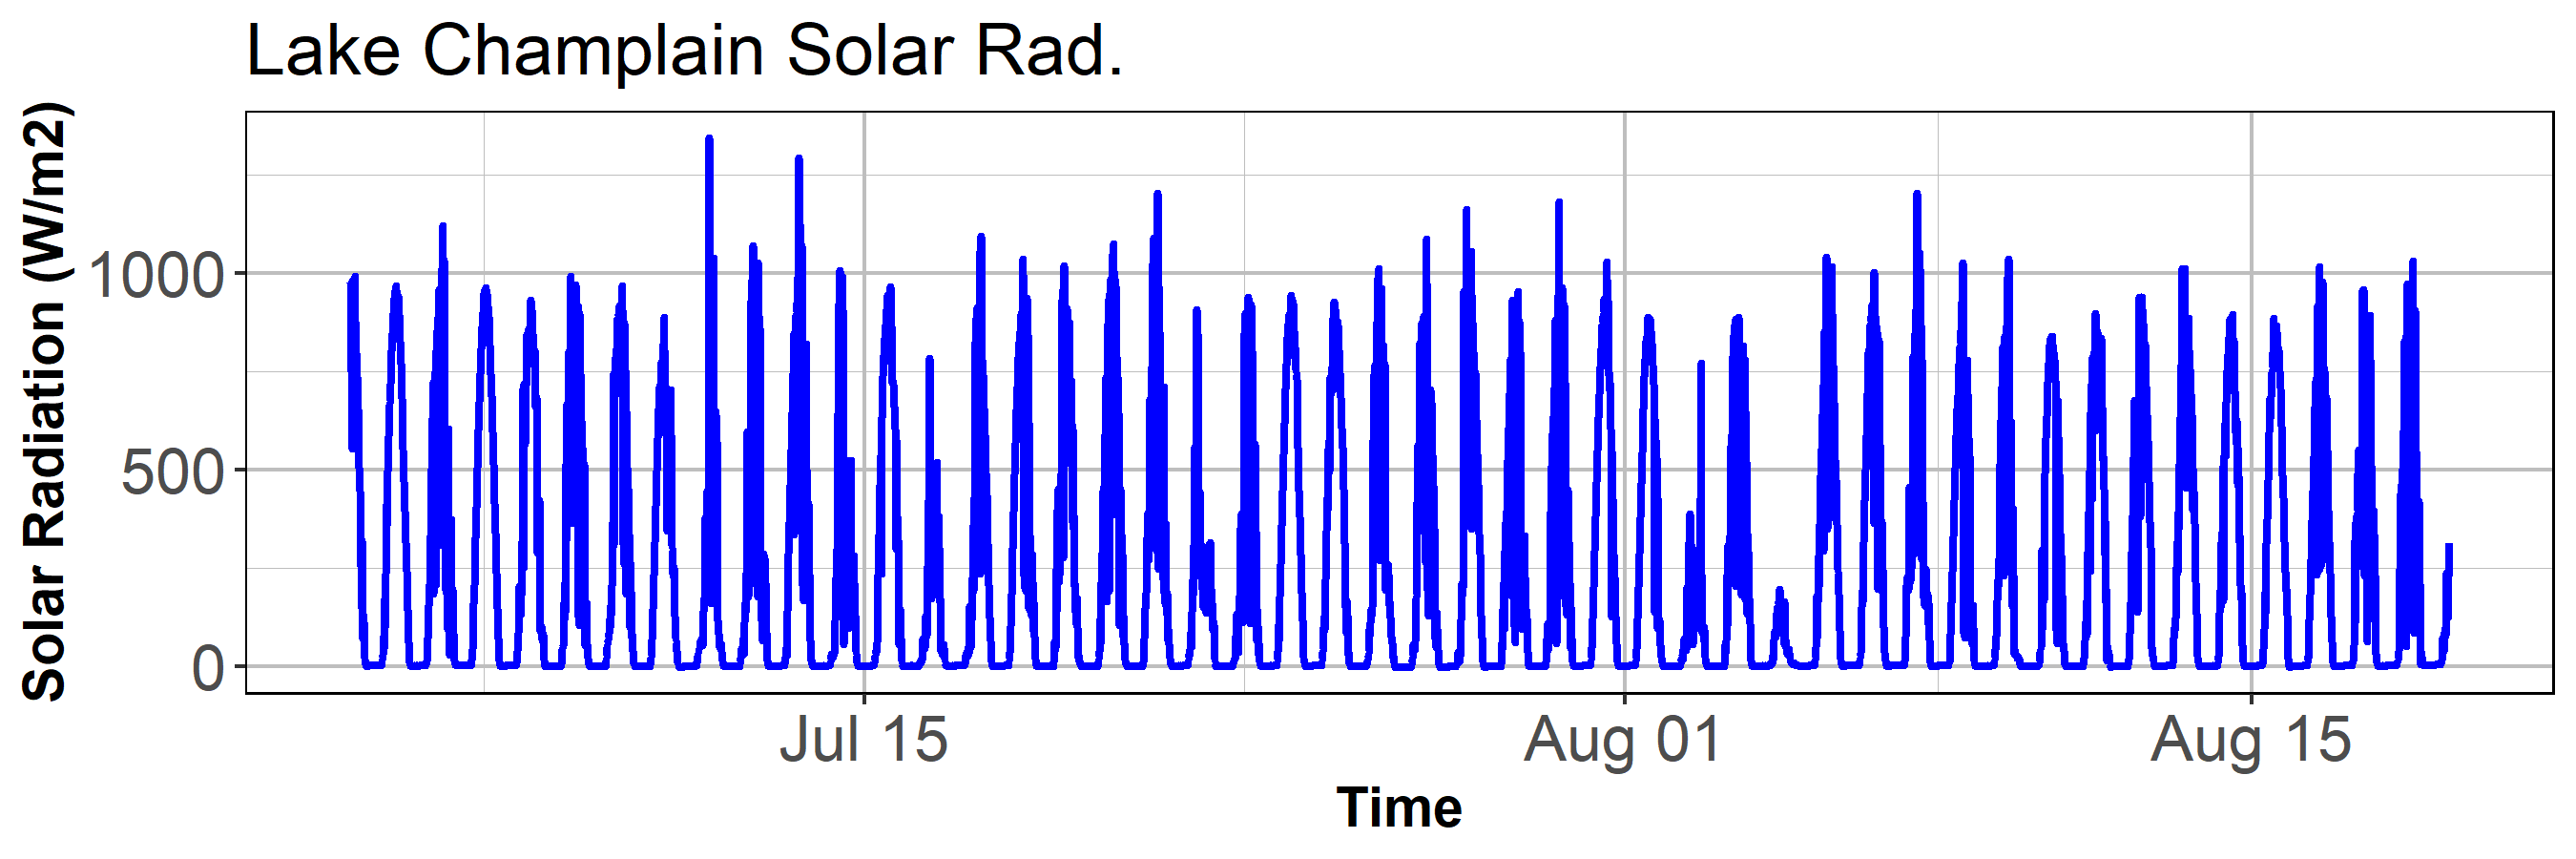 Lake Champlain Solar Rad.
Solar Radiation (W/m2)
1000
500
0
Jul 15
Aug 01
Aug 15
Time